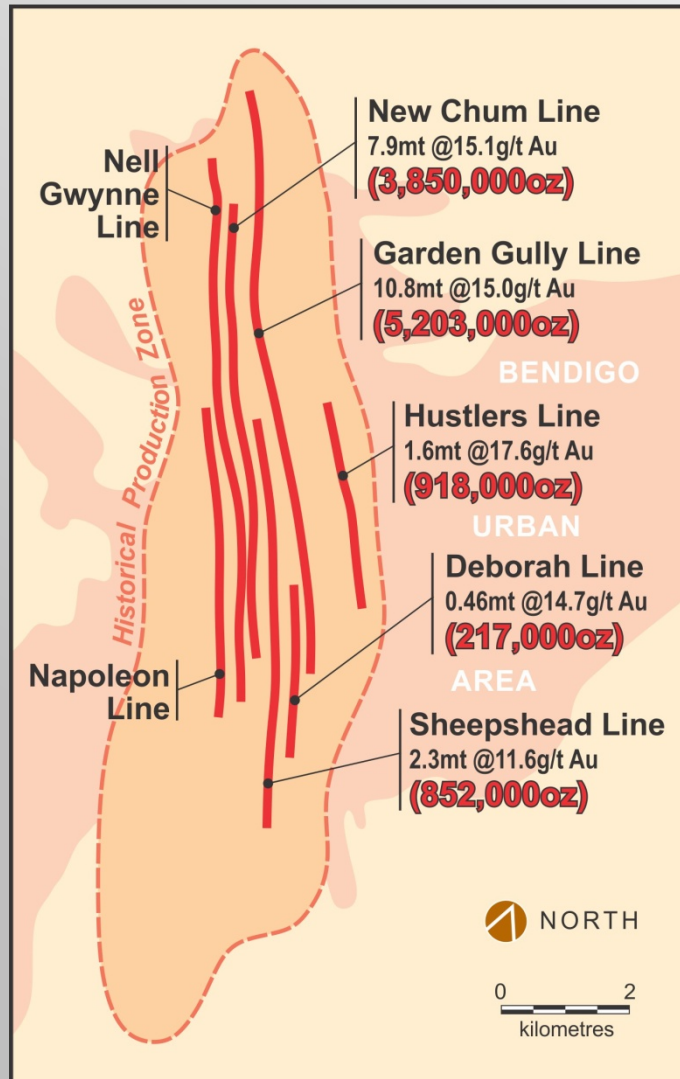 New Chum Line
7.9mt @15.1g/t Au
(3,850,000oz)
Nell
Gwynne
Line
Garden Gully Line
10.8mt @15.0g/t Au
(5,203,000oz)
Historical Production Zone
BENDIGO
Hustlers Line
1.6mt @17.6g/t Au
(918,000oz)
URBAN
Deborah Line
0.46mt @14.7g/t Au
(217,000oz)
Napoleon
Line
AREA
Sheepshead Line
2.3mt @11.6g/t Au
(852,000oz)
NORTH
0 2
kilometres